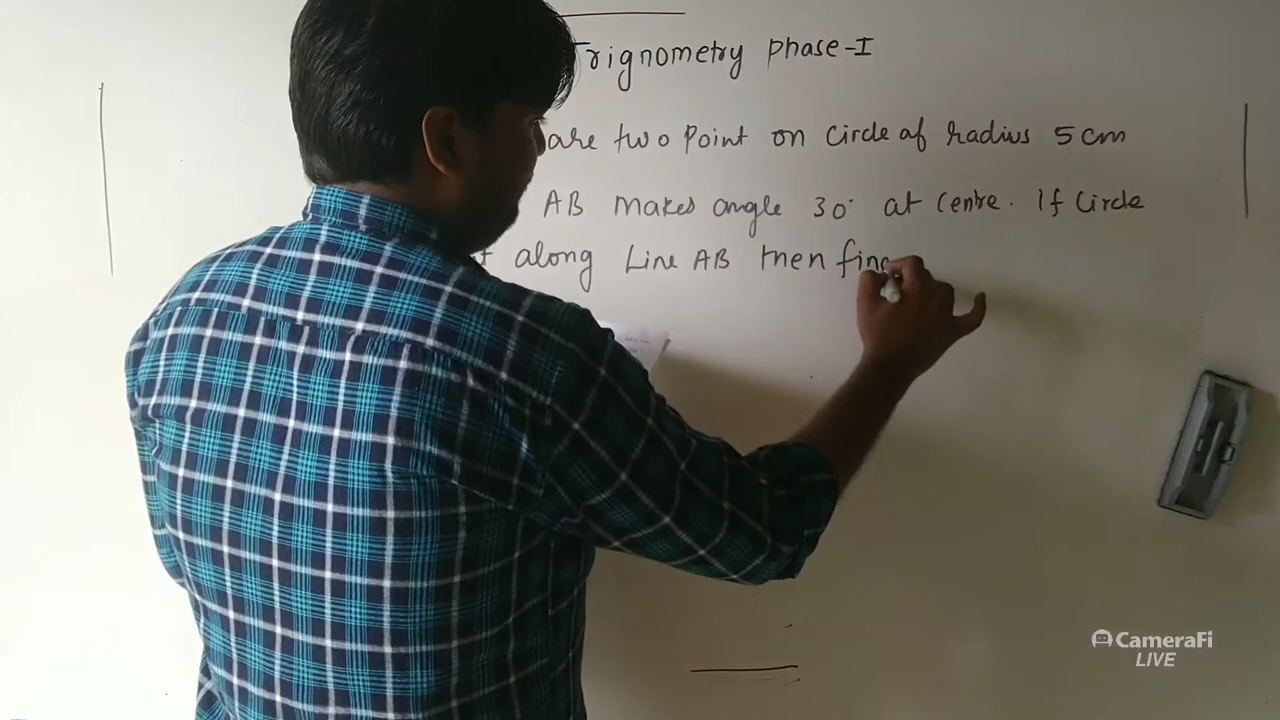 Trignometry phase-I
are two point on Circle of radius 5cm
AB makes angle 30° at Centre. If Circle
along Line AB then find
CameraFi
LIVE